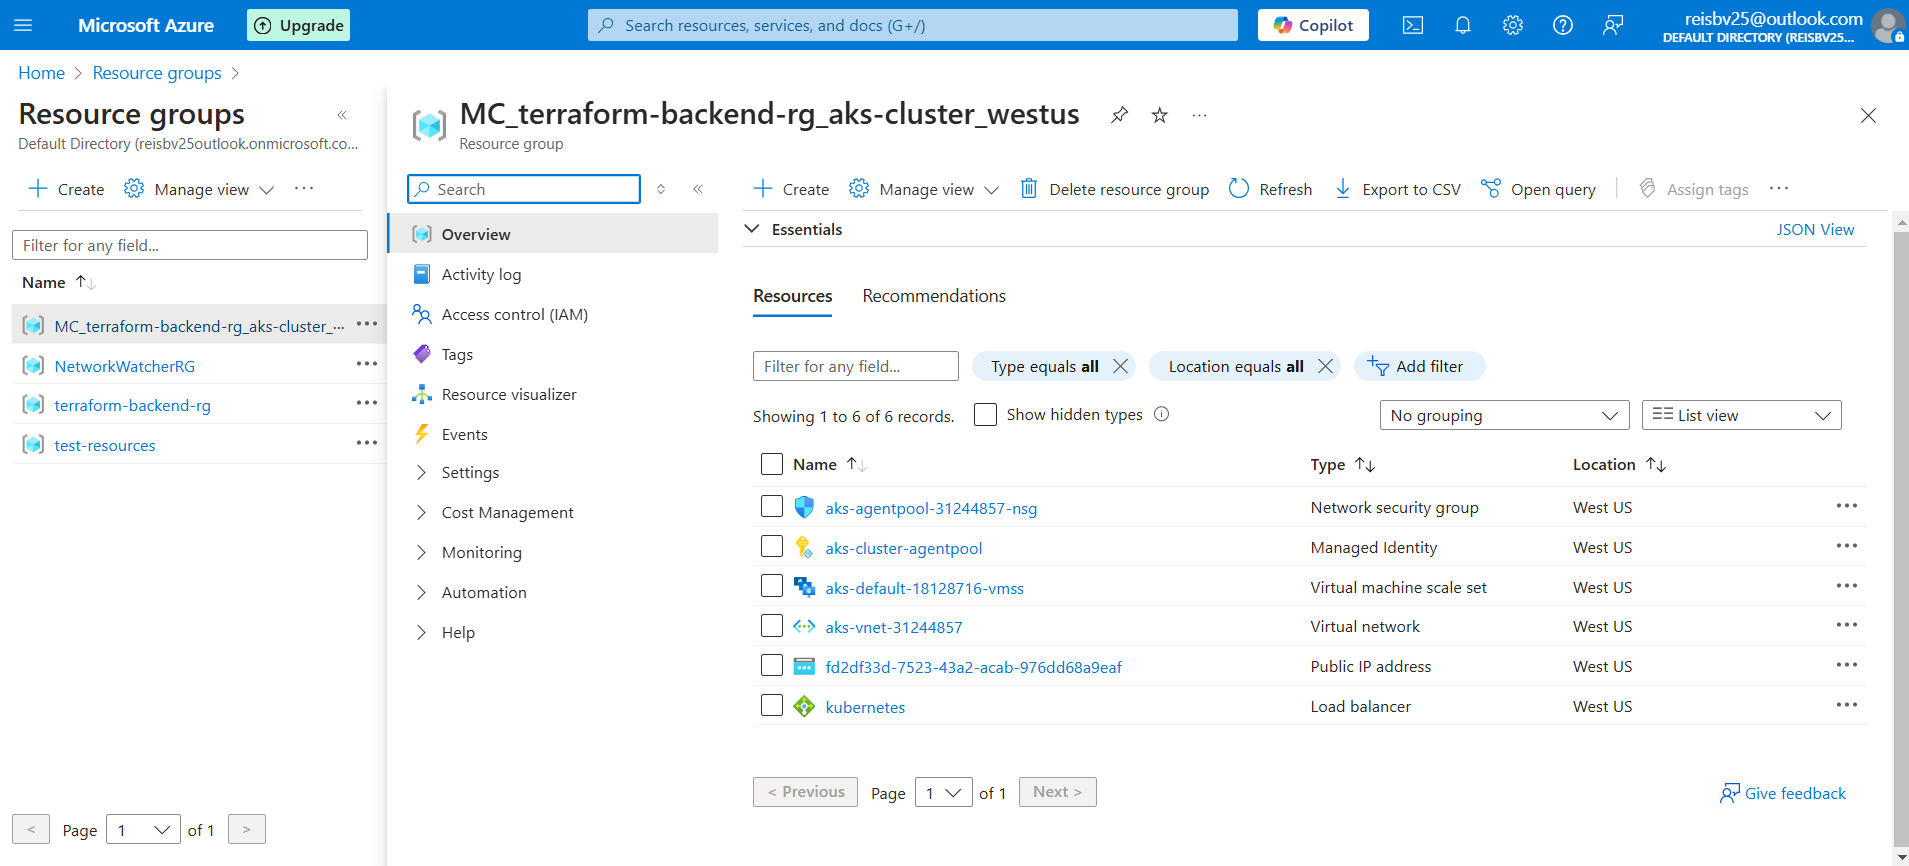 Microsoft Azure
Upgrade
Search resources, services, and docs (G+/)
Copilot
reisbv25@outlook.com
DEFAULT DIRECTORY (REISBV25...
Home
Resource groups
Resource groups
Default Directory (reisbv25outlook.onmicrosoft.co...
Create
Manage view
Filter for any field...
Name
MC_terraform-backend-rg_aks-cluster_...
NetworkWatcherRG
terraform-backend-rg
test-resources
< Page 1 of 1 >
MC_terraform-backend-rg_aks-cluster_westus
Resource group
Search
Overview
Activity log
Access control (IAM)
Tags
Resource visualizer
Events
Settings
Cost Management
Monitoring
Automation
Help
Create
Manage view
Delete resource group
Refresh
Export to CSV
Open query
Assign tags
Essentials
JSON View
Resources
Recommendations
Filter for any field...
Type equals all
Location equals all
Add filter
Showing 1 to 6 of 6 records.
Show hidden types
No grouping
List view
Name Type Location
aks-agentpool-31244857-nsg Network security group West US
aks-cluster-agentpool Managed Identity West US
aks-default-18128716-vmss Virtual machine scale set West US
aks-vnet-31244857 Virtual network West US
fd2df33d-7523-43a2-acab-976dd68a9eaf Public IP address West US
kubernetes Load balancer West US
< Previous Page 1 of 1 Next >
Give feedback